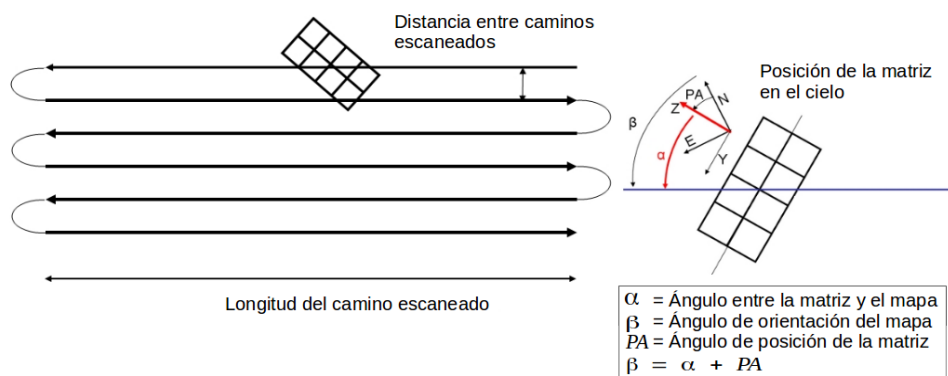 Distancia entre caminos
escaneados
Posición de la matriz
en el cielo
PA
N
Z
β
E
α
Y
Longitud del camino escaneado
α = Ángulo entre la matriz y el mapa
β = Ángulo de orientación del mapa
PA = Ángulo de posición de la matriz
β = α + PA